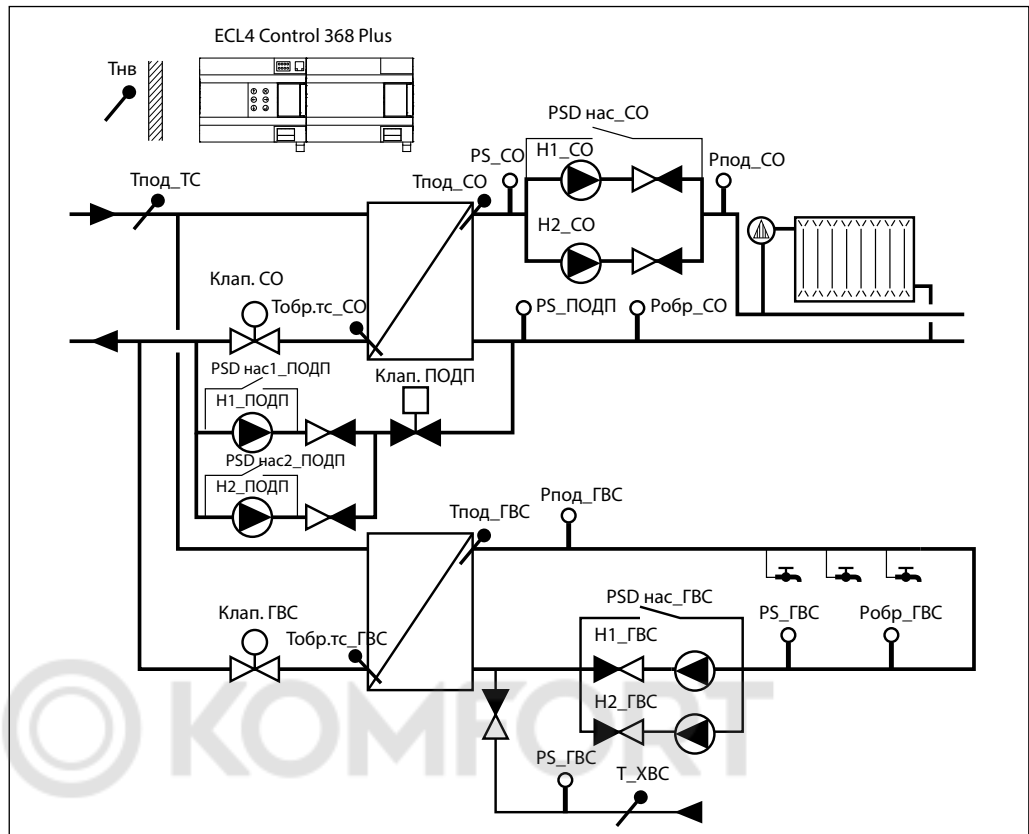 ECL4 Control 368 Plus
Tнв
PSD нас_СО
PS_СО
Н1_СО
Рпод_СО
Тпод_ТС
Тпод_СО
Н2_СО
Клап. СО
Тобр.тс_СО
PS_ПОДП
Робр_СО
PSD нас1_ПОДП
Клап. ПОДП
Н1_ПОДП
PSD нас2_ПОДП
Н2_ПОДП
Тпод_ГВС
Рпод_ГВС
Клап. ГВС
Тобр.тс_ГВС
PSD нас_ГВС
PS_ГВС
Робр_ГВС
Н1_ГВС
Н2_ГВС
KOMFORT
PS_ГВС
Т_ХВС